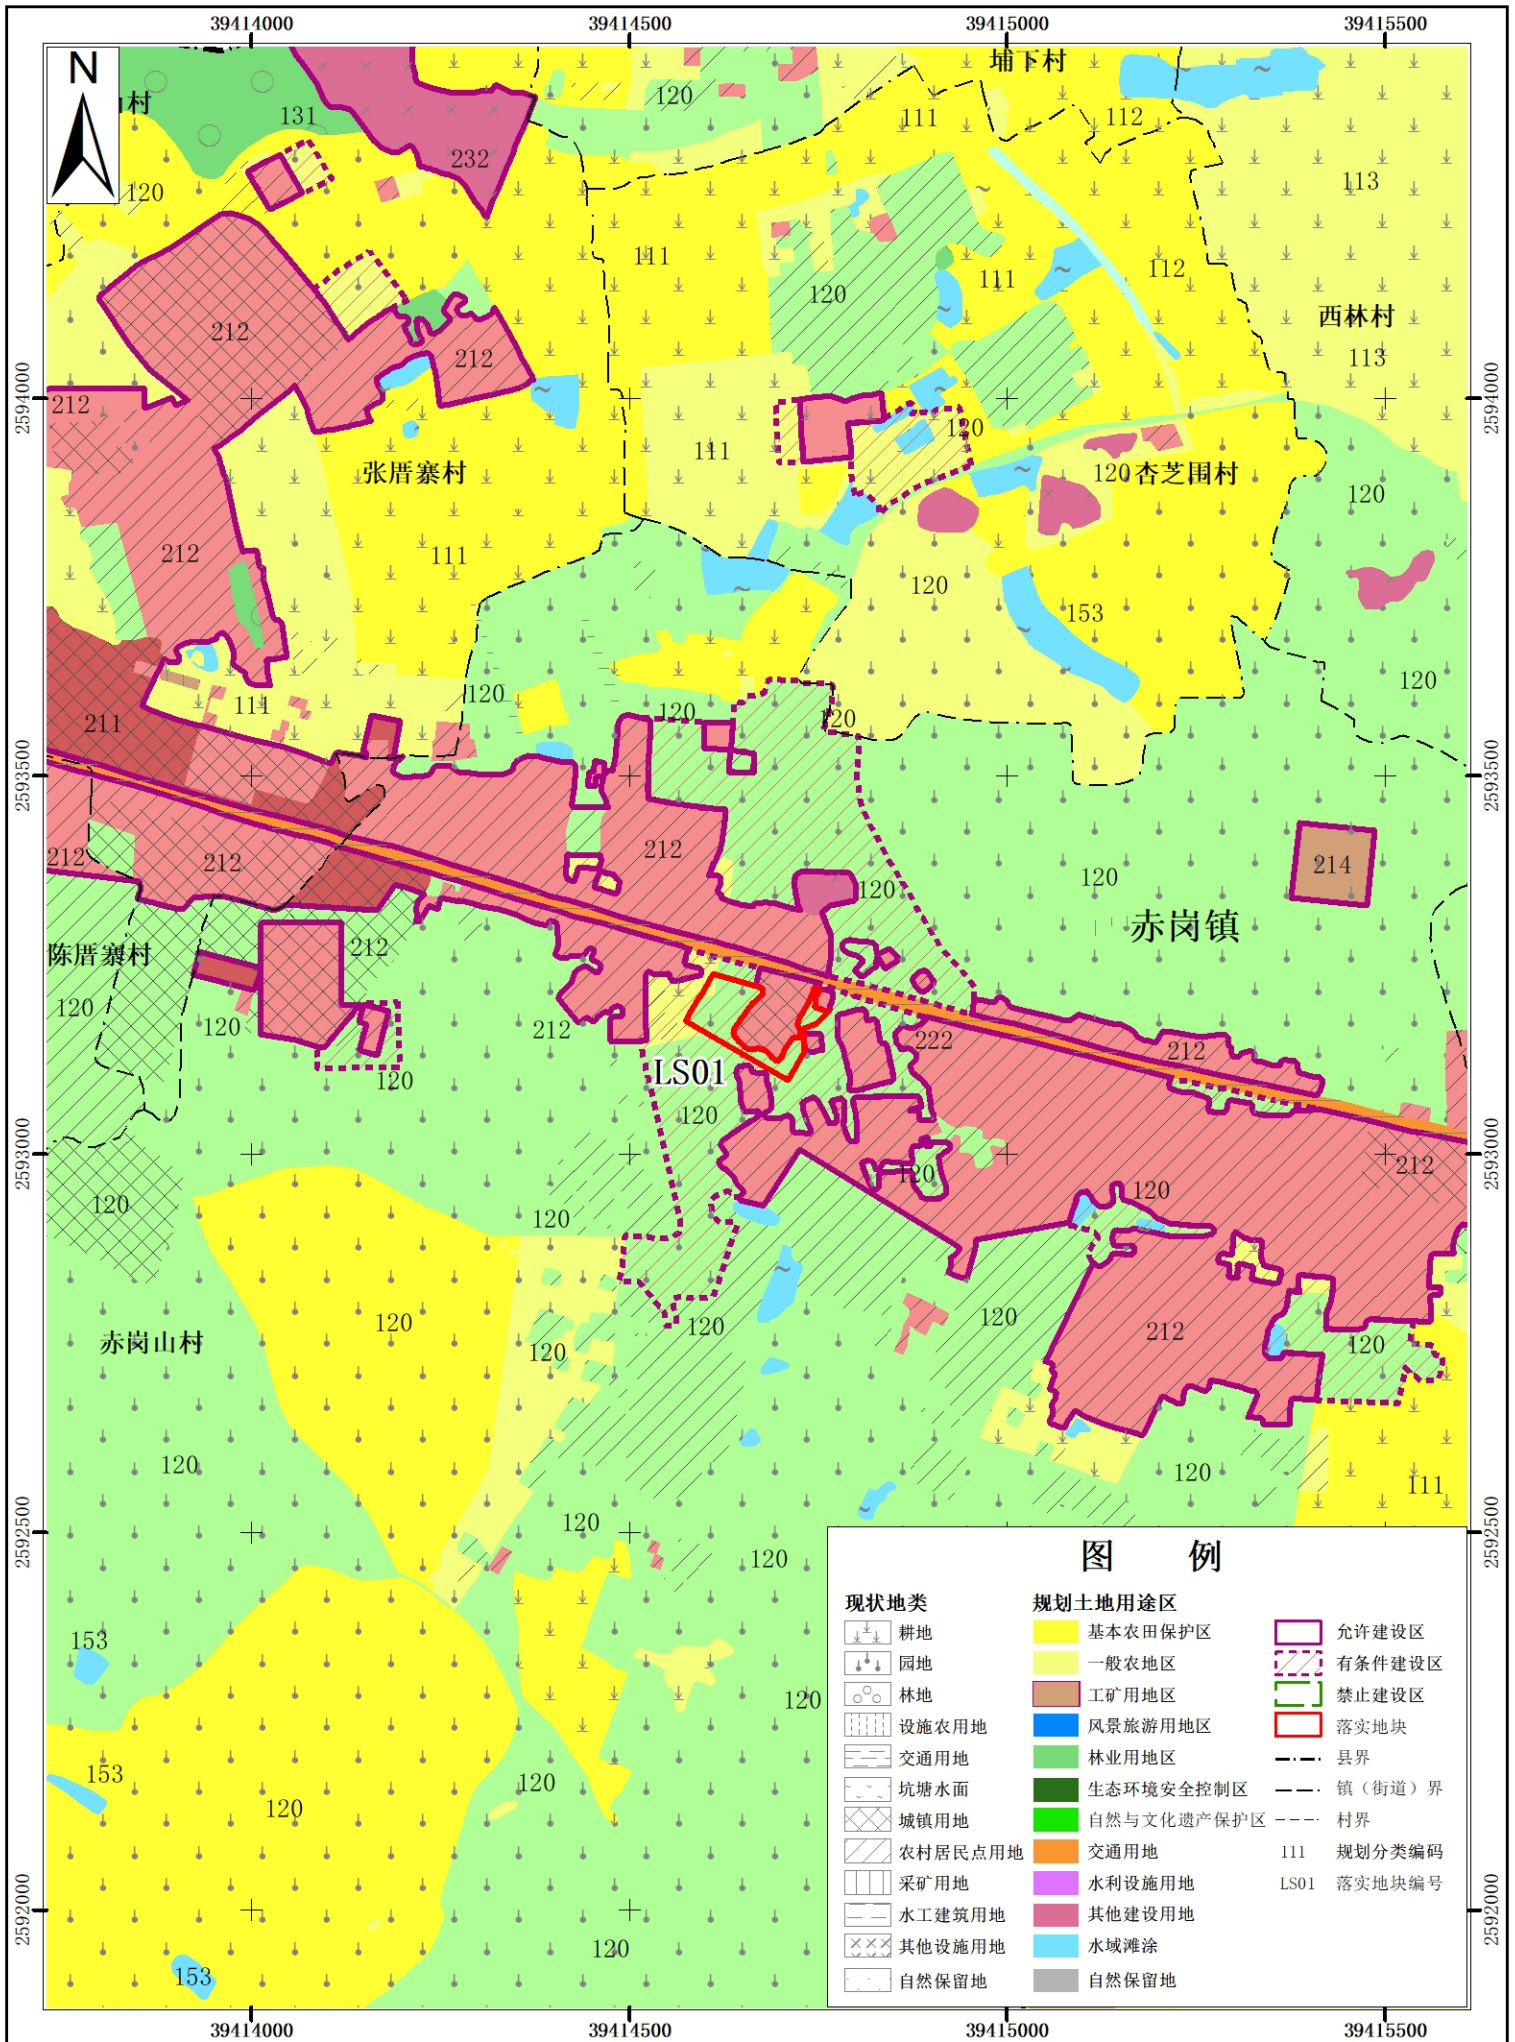 39414000 39414500 39415000 39415500
N
埔下村
村
131
120
111
112
232
120
113
111
112
111
120
西林村
212
212
113
2594000
2594000
212
120
111
张厝寨村
120
杏芝围村
120
212
111
120
153
120
120
111
120
120
211
2593500
2593500
212
212
212
120
120
214
赤岗镇
陈厝寨村
212
120
120
212
222
212
LS01
120
120
2593000
2593000
212
120
120
120
120
120
120
120
212
120
赤岗山村
120
120
120
111
2592500
2592500
120
120
153
120
153
120
120
2592000
2592000
120
153
图 例
现状地类
耕地
园地
林地
设施农用地
交通用地
坑塘水面
城镇用地
农村居民点用地
采矿用地
水工建筑用地
其他设施用地
自然保留地
规划土地用途区
基本农田保护区
一般农地区
工矿用地区
风景旅游用地区
林业用地区
生态环境安全控制区
自然与文化遗产保护区
交通用地
水利设施用地
其他建设用地
水域滩涂
自然保留地
允许建设区
有条件建设区
禁止建设区
落实地块
县界
镇（街道）界
村界
111 规划分类编码
LS01 落实地块编号
39414000 39414500 39415000 39415500